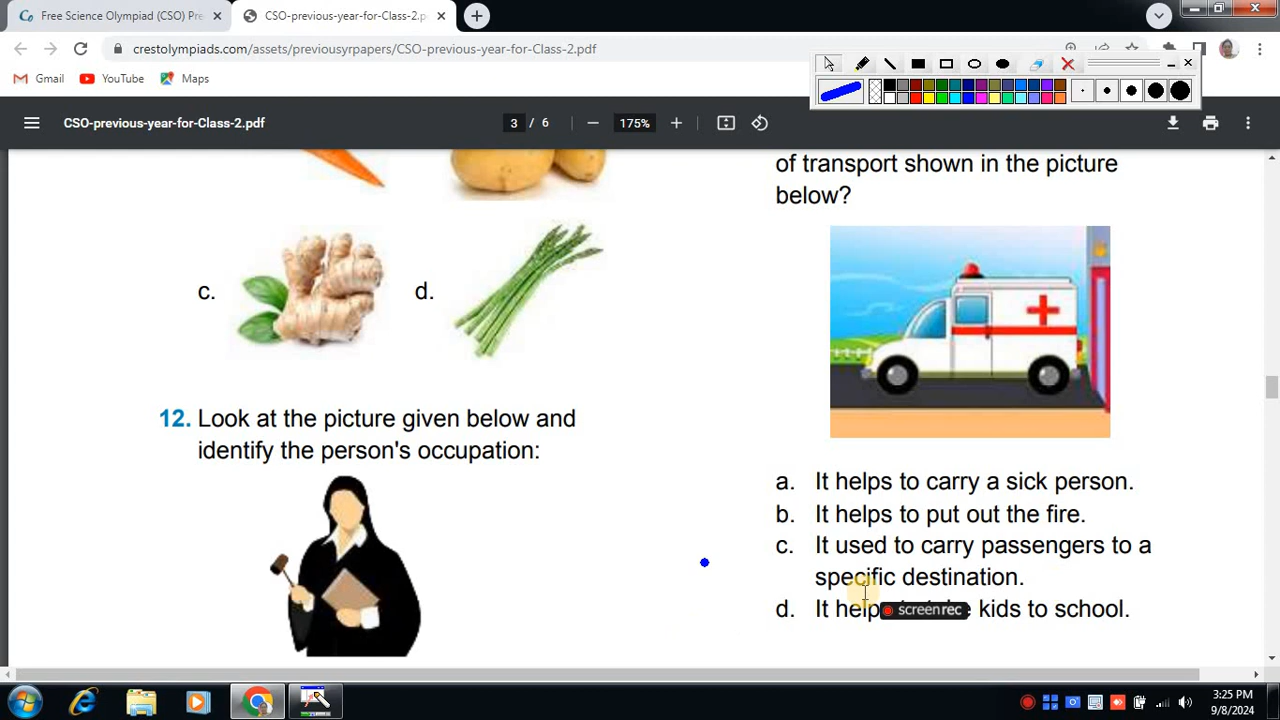 Free Science Olympiad (CSO) Pre
CSO-previous-year-for-Class-2.p
crestolympiads.com/assets/previousyrpapers/CSO-previous-year-for-Class-2.pdf
Gmail
YouTube
Maps
CSO-previous-year-for-Class-2.pdf
3 / 6
175%
c.
d.
12. Look at the picture given below and
identify the person's occupation:
of transport shown in the picture
below?
a. It helps to carry a sick person.
b. It helps to put out the fire.
c. It used to carry passengers to a
specific destination.
d. It help kids to school.
screenrec
3:25 PM
9/8/2024